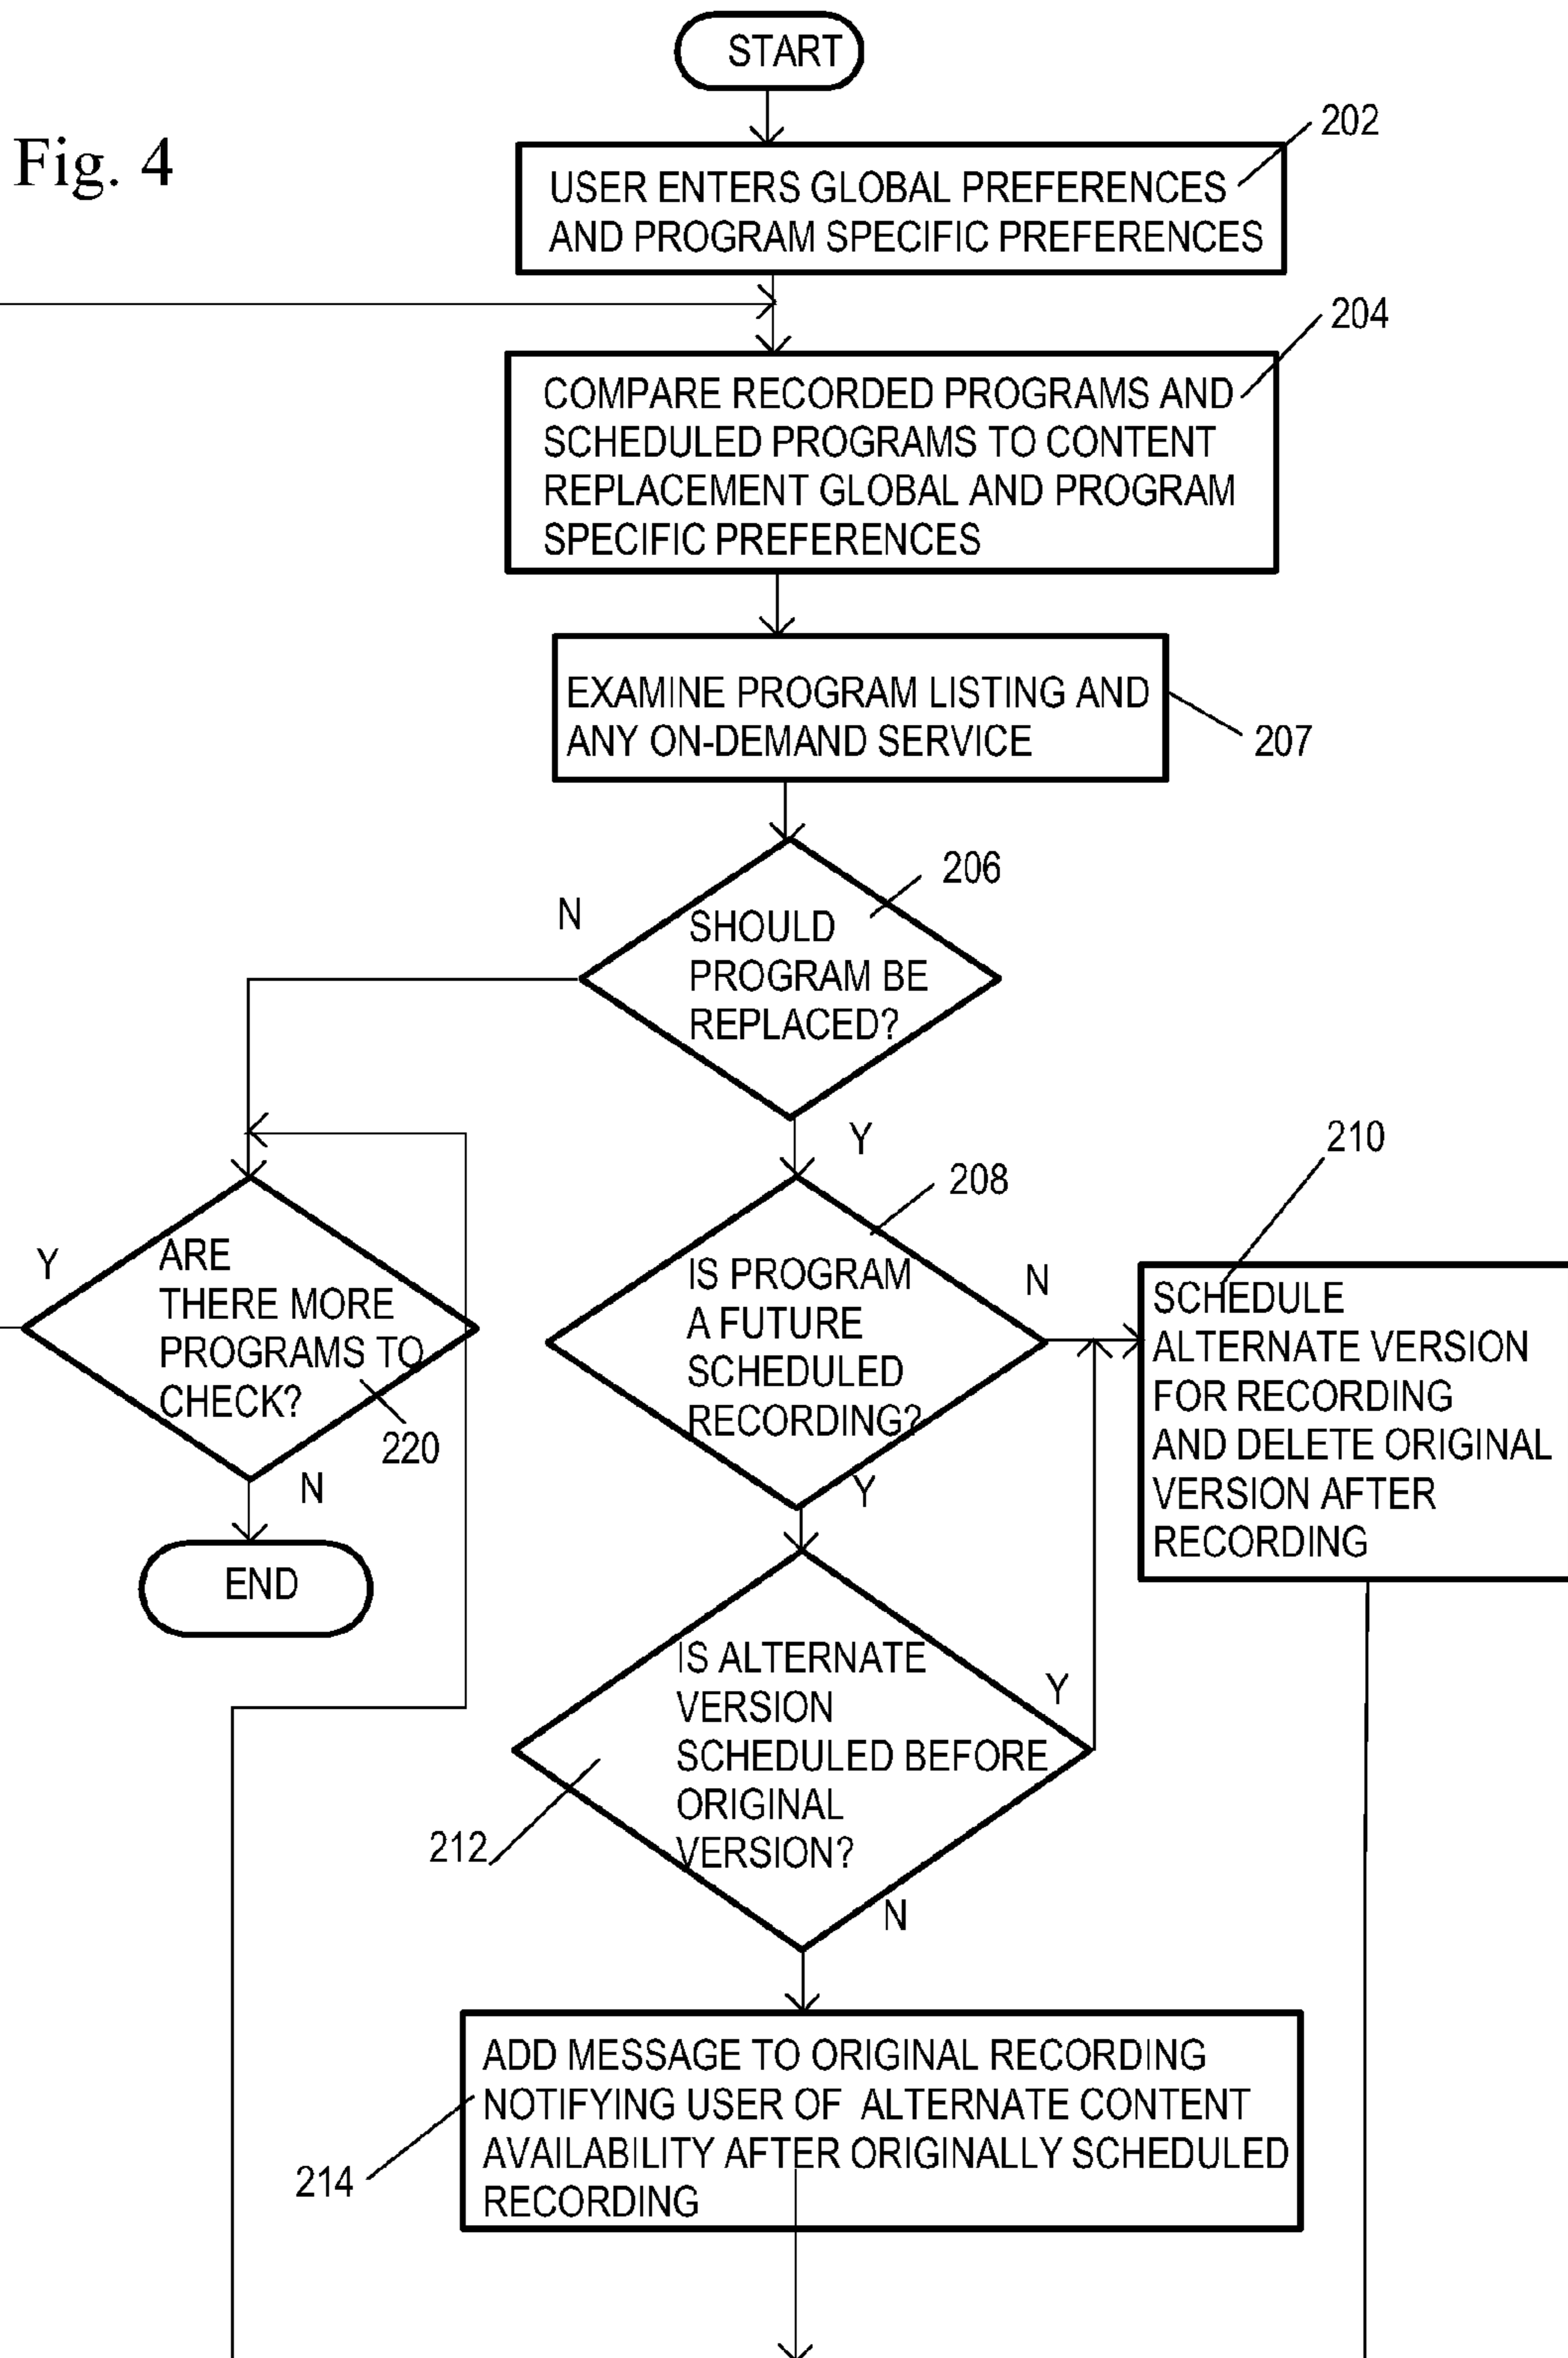 START
Fig. 4
202
USER ENTERS GLOBAL PREFERENCES
AND PROGRAM SPECIFIC PREFERENCES
204
COMPARE RECORDED PROGRAMS AND
SCHEDULED PROGRAMS TO CONTENT
REPLACEMENT GLOBAL AND PROGRAM
SPECIFIC PREFERENCES
EXAMINE PROGRAM LISTING AND
ANY ON-DEMAND SERVICE
207
206
N
SHOULD
PROGRAM BE
REPLACED?
Y
208
210
Y
ARE
THERE MORE
PROGRAMS TO
CHECK?
220
N
END
IS PROGRAM
A FUTURE
SCHEDULED
RECORDING?
N
Y
SCHEDULE
ALTERNATE VERSION
FOR RECORDING
AND DELETE ORIGINAL
VERSION AFTER
RECORDING
IS ALTERNATE
VERSION
SCHEDULED BEFORE
ORIGINAL
VERSION?
Y
212
N
ADD MESSAGE TO ORIGINAL RECORDING
NOTIFYING USER OF ALTERNATE CONTENT
AVAILABILITY AFTER ORIGINALLY SCHEDULED
RECORDING
214